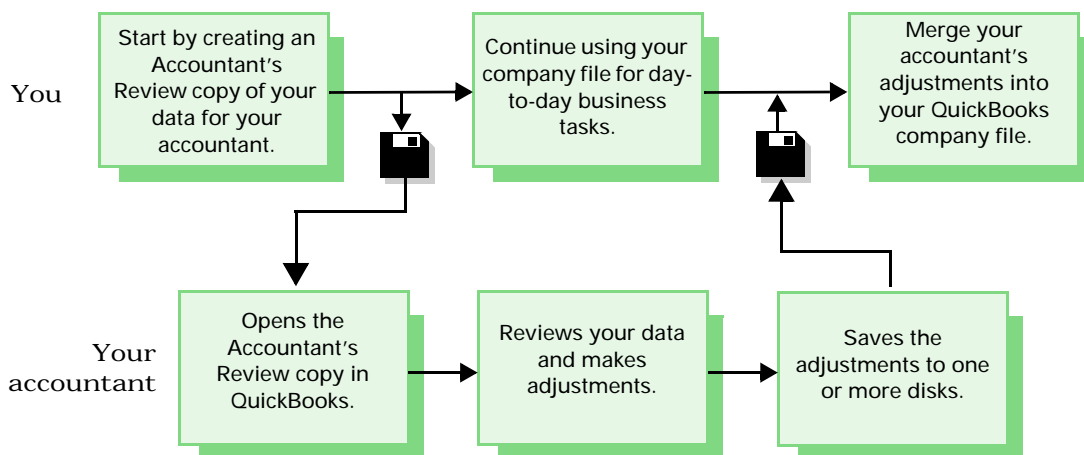 You
Start by creating an
Accountant's
Review copy of your
data for your
accountant.
Continue using your
company file for day-
to-day business
tasks.
Merge your
accountant's
adjustments into
your QuickBooks
company file.
Your
accountant
Opens the
Accountant's
Review copy in
QuickBooks.
Reviews your data
and makes
adjustments.
Saves the
adjustments to one
or more disks.